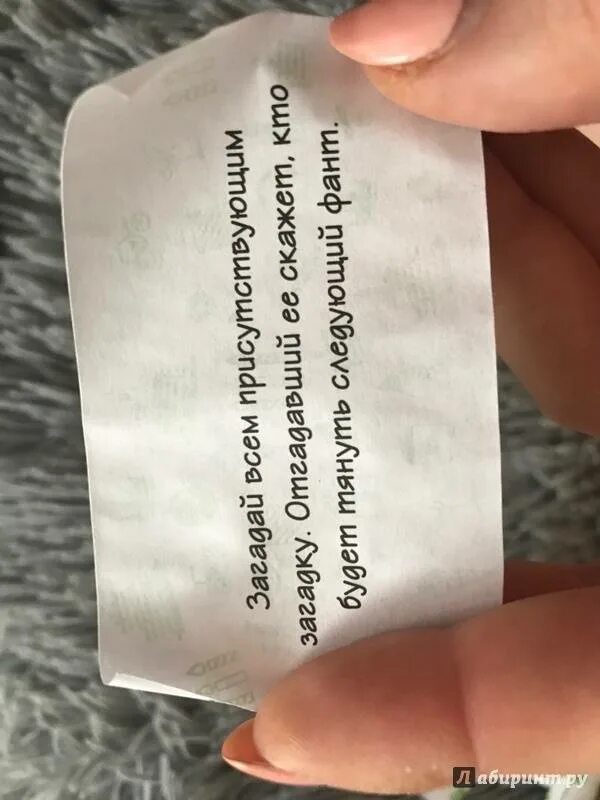 Загадай всем присутствующим
загадку. Отгадавший ее скажет, кто
будет тянуть следующий фант.
Лабиринт.ру